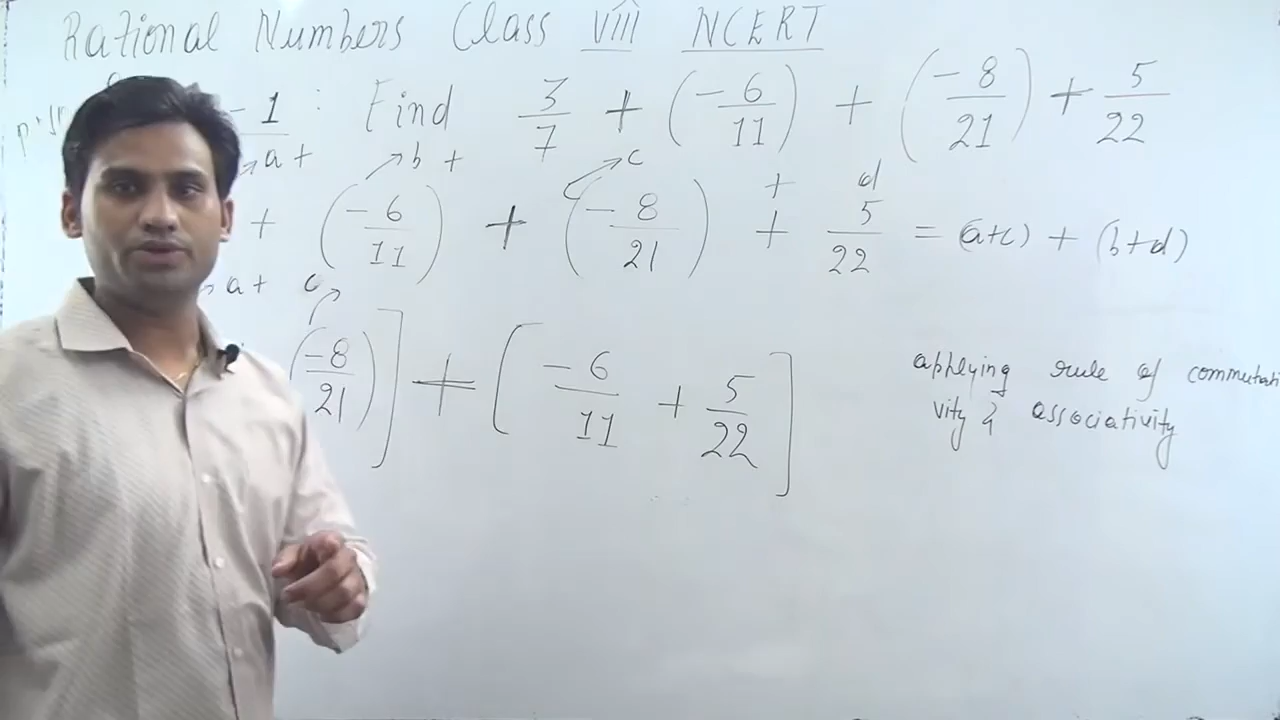 Rational Numbers Class VIII NCERT
- 1 : Find 3/7 + (-6/11) + (-8/21) + 5/22
a + b + c + d
+ (-6/11) + (-8/21) + 5/22 = (a+c) + (b+d)
a + c
(-8/21)] + [-6/11 + 5/22]
applying rule of commutati
vity & associativity